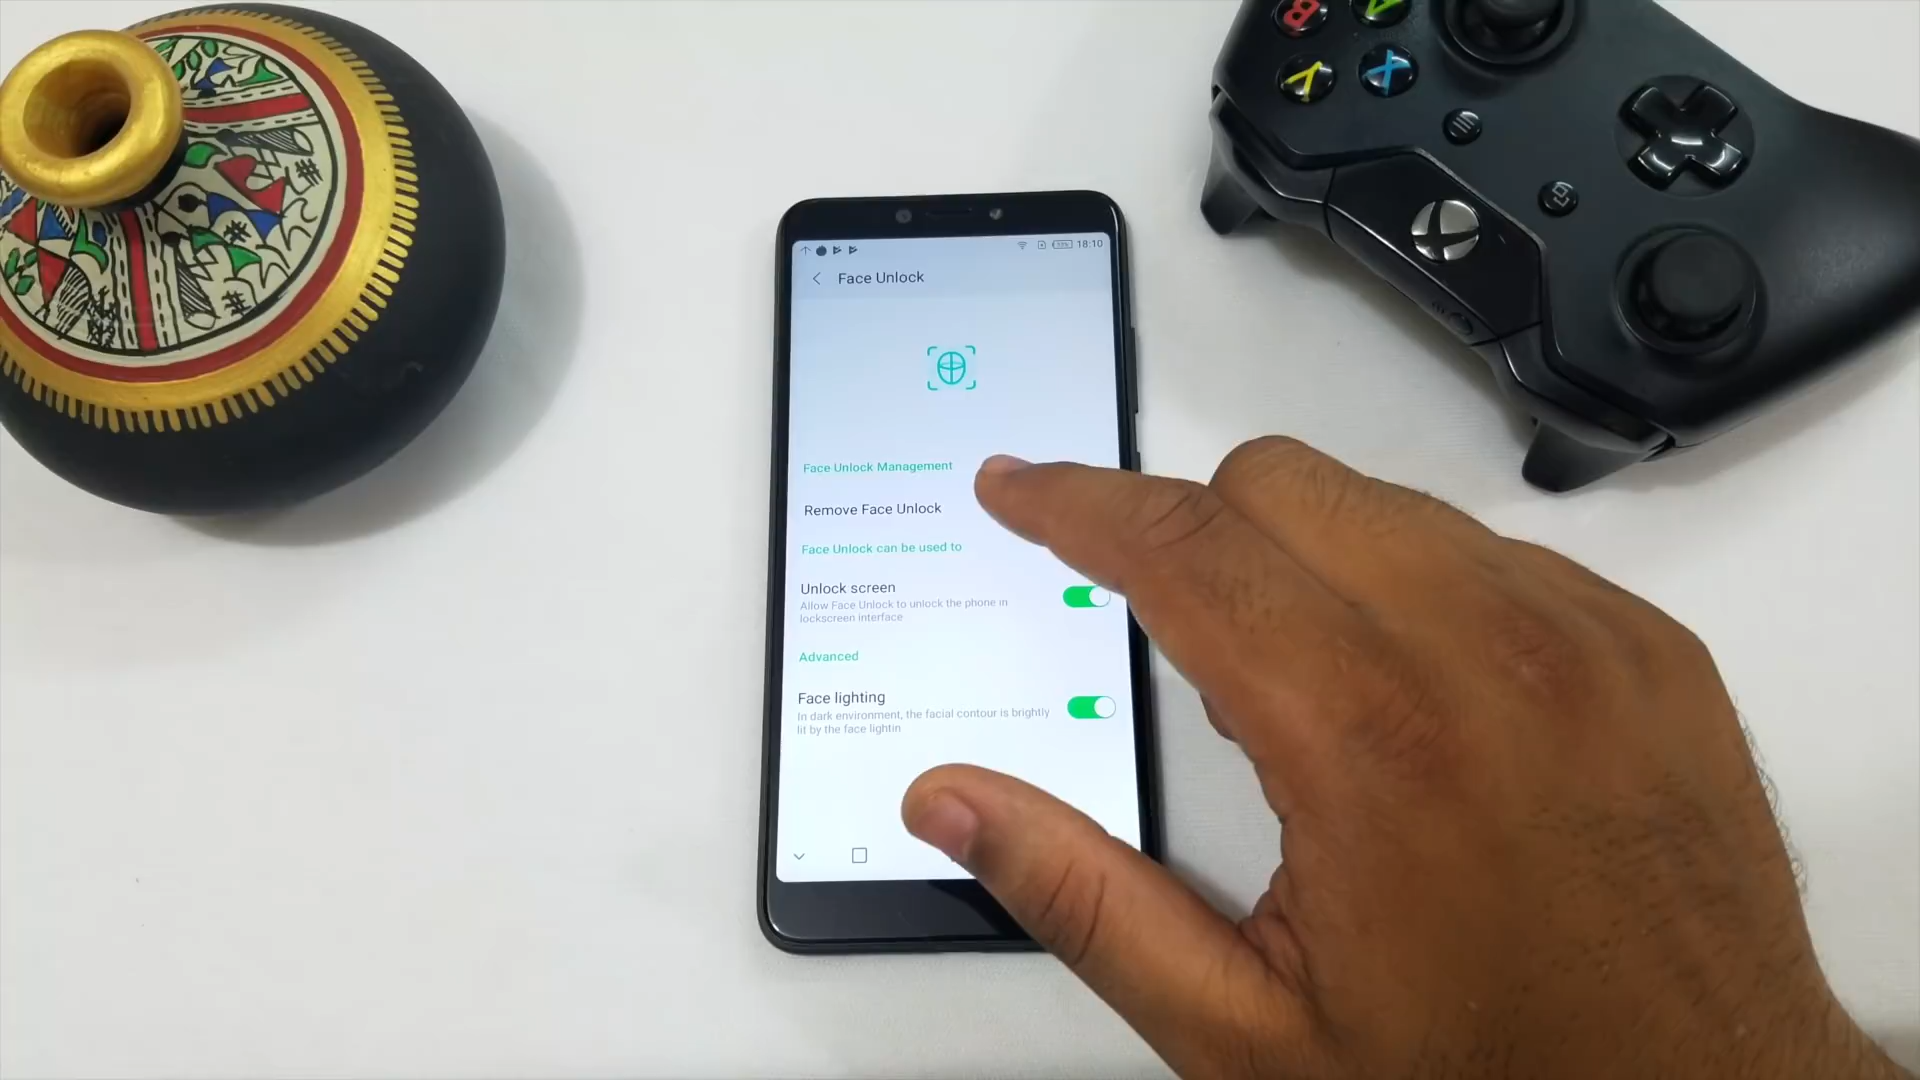 B
A
Y
X
18:10
Face Unlock
Face Unlock Management
Remove Face Unlock
Face Unlock can be used to
Unlock screen
Allow Face Unlock to unlock the phone in
lockscreen interface
Advanced
Face lighting
In dark environment, the facial contour is brightly
lit by the face lightin